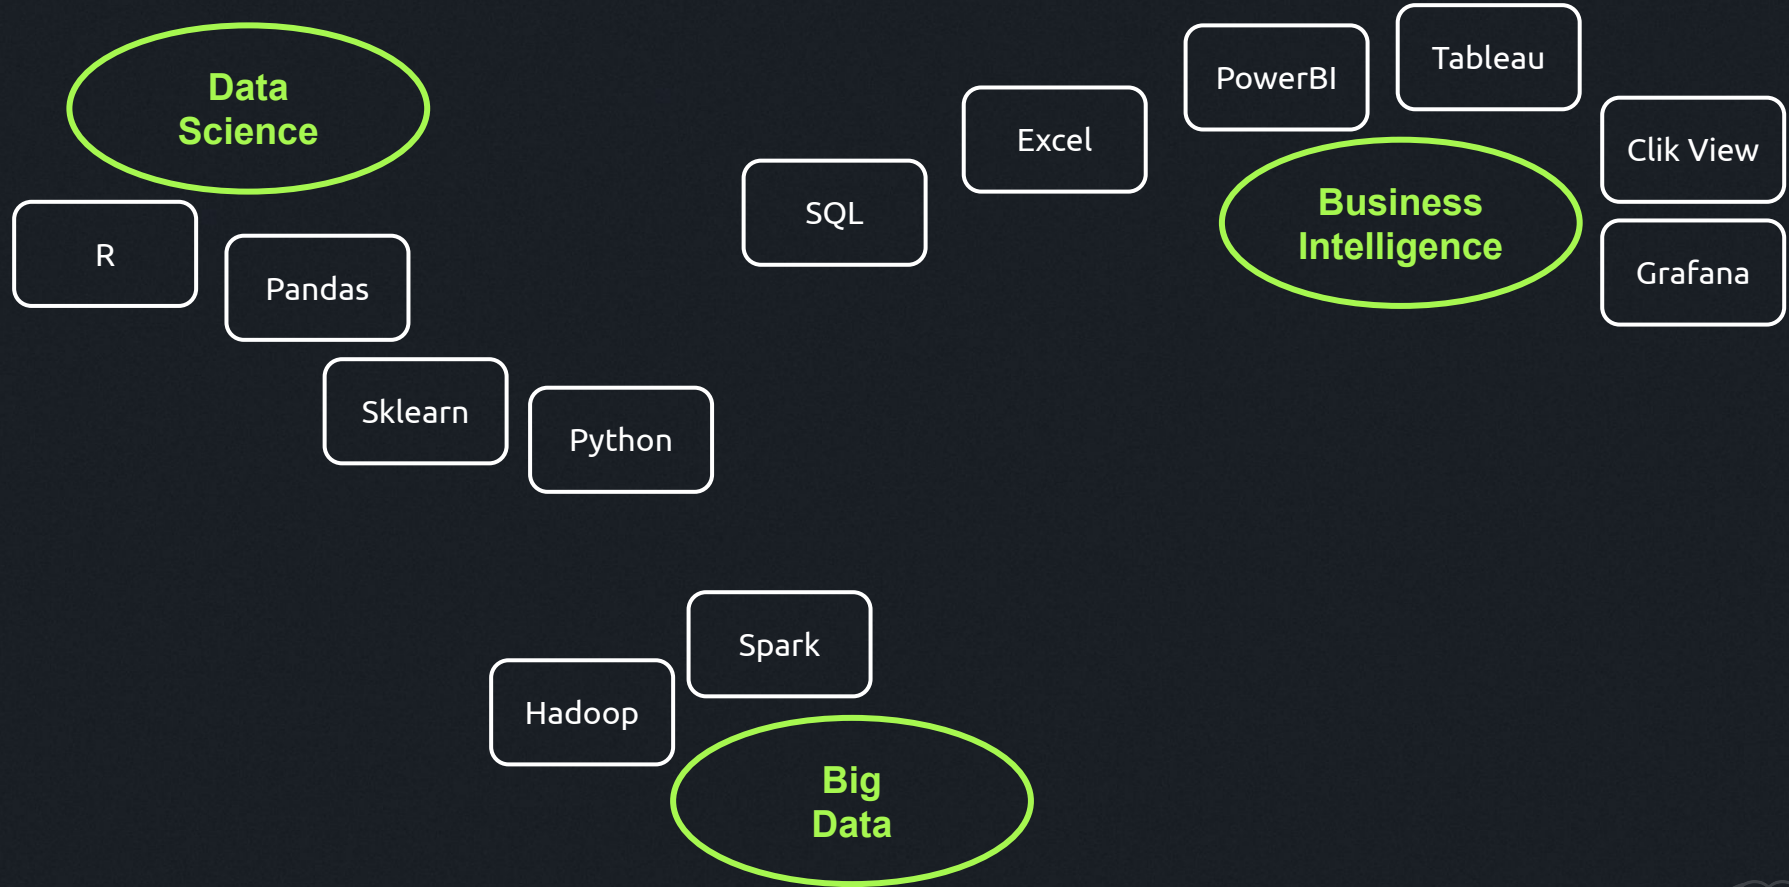 Data
Science
R
Pandas
Sklearn
Python
SQL
Excel
PowerBI
Tableau
Clik View
Grafana
Business
Intelligence
Spark
Hadoop
Big
Data